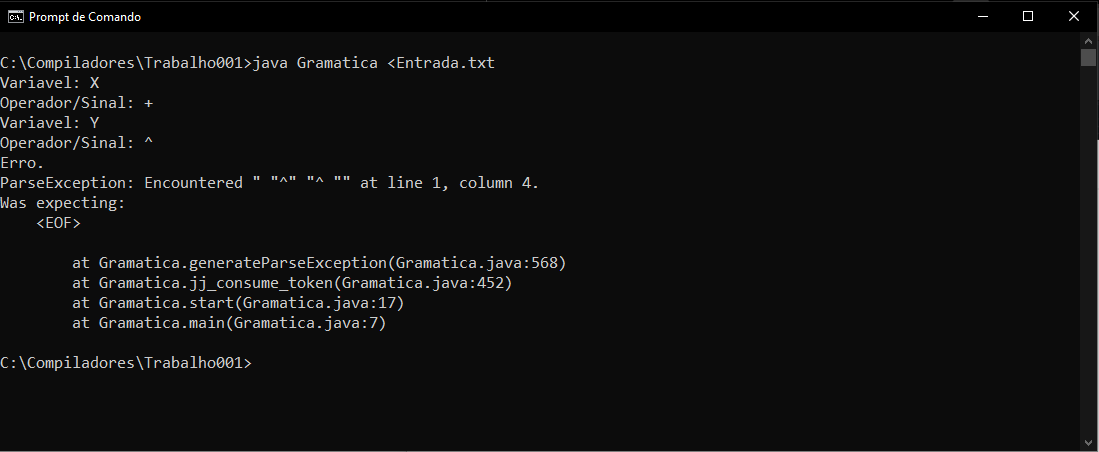 Prompt de Comando
C:\Compiladores\Trabalho001>java Gramatica <Entrada.txt
Variavel: X
Operador/Sinal: +
Variavel: Y
Operador/Sinal: ^
Erro.
ParseException: Encountered " "^" "^ "" at line 1, column 4.
Was expecting:
    <EOF>
        at Gramatica.generateParseException(Gramatica.java:568)
        at Gramatica.jj_consume_token(Gramatica.java:452)
        at Gramatica.start(Gramatica.java:17)
        at Gramatica.main(Gramatica.java:7)
C:\Compiladores\Trabalho001>